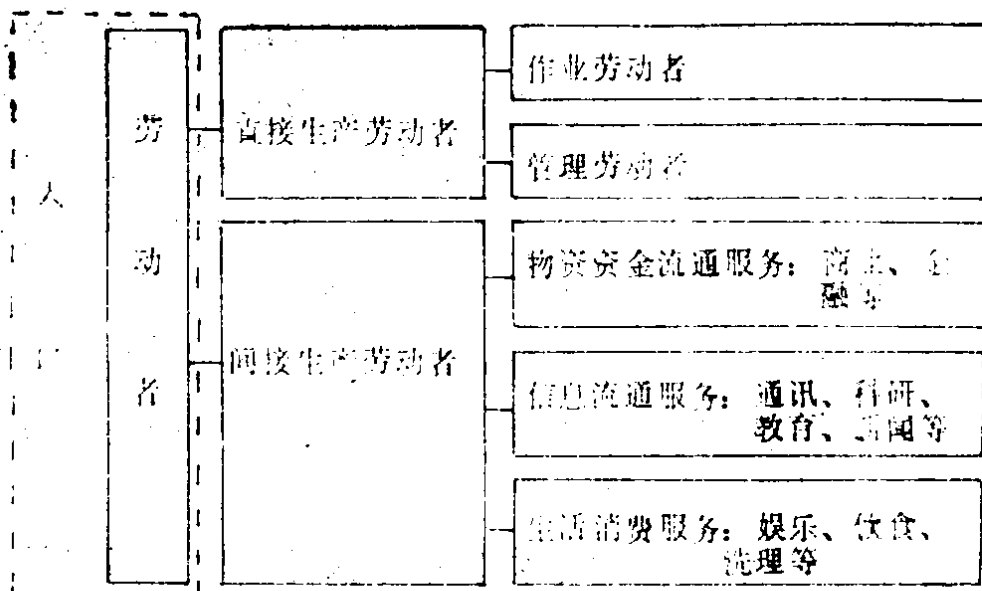 作业劳动者
直接生产劳动者
管理劳动者
人
劳
动
者
物资资金流通服务：商业、金
融等
间接生产劳动者
信息流通服务：通讯、科研、
教育、新闻等
生活消费服务：娱乐、饮食、
洗理等